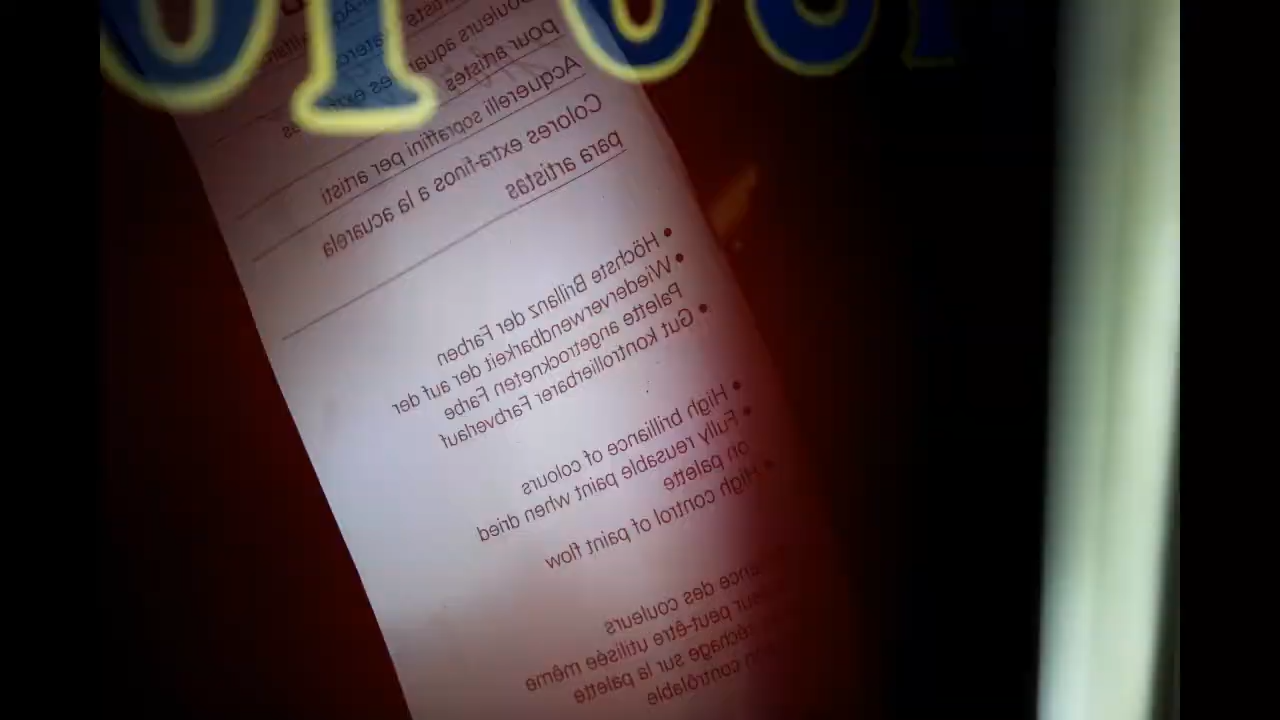 pour artistes
Acquerelli sopraffini per artisti
Colores extra-finos a la acuarela
para artistas
• Höchste Brillanz der Farben
• Wiederverwendbarkeit der auf der
Palette angetrockneten Farbe
• Gut kontrollierbarer Farbverlauf
• High brilliance of colours
• Fully reusable paint when dried
on palette
• High control of paint flow
des couleurs
peut-être utilisée même
sur la palette
contrôlable